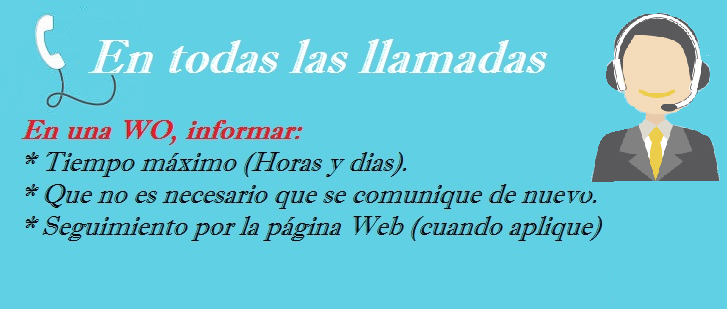 En todas las llamadas
En una WO, informar:
* Tiempo máximo (Horas y dias).
* Que no es necesario que se comunique de nuevo.
* Seguimiento por la página Web (cuando aplique)